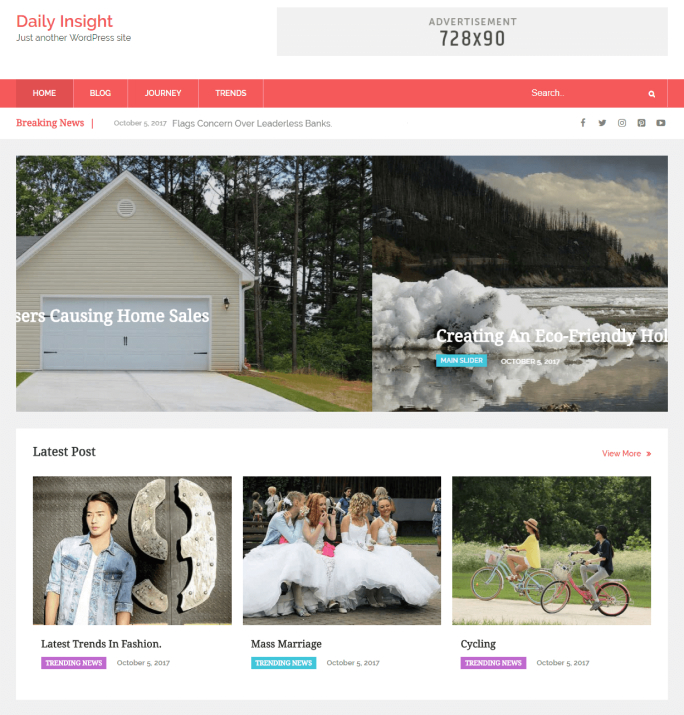 Daily Insight
Just another WordPress site
ADVERTISEMENT
728x90
HOME BLOG JOURNEY TRENDS Search..
Breaking News | October 5, 2017 Flags Concern Over Leaderless Banks.
sers Causing Home Sales
Creating An Eco-Friendly Hol
MAIN SLIDER OCTOBER 5, 2017
Latest Post View More »
Latest Trends In Fashion. Mass Marriage Cycling
TRENDING NEWS October 5, 2017 TRENDING NEWS October 5, 2017 TRENDING NEWS October 5, 2017